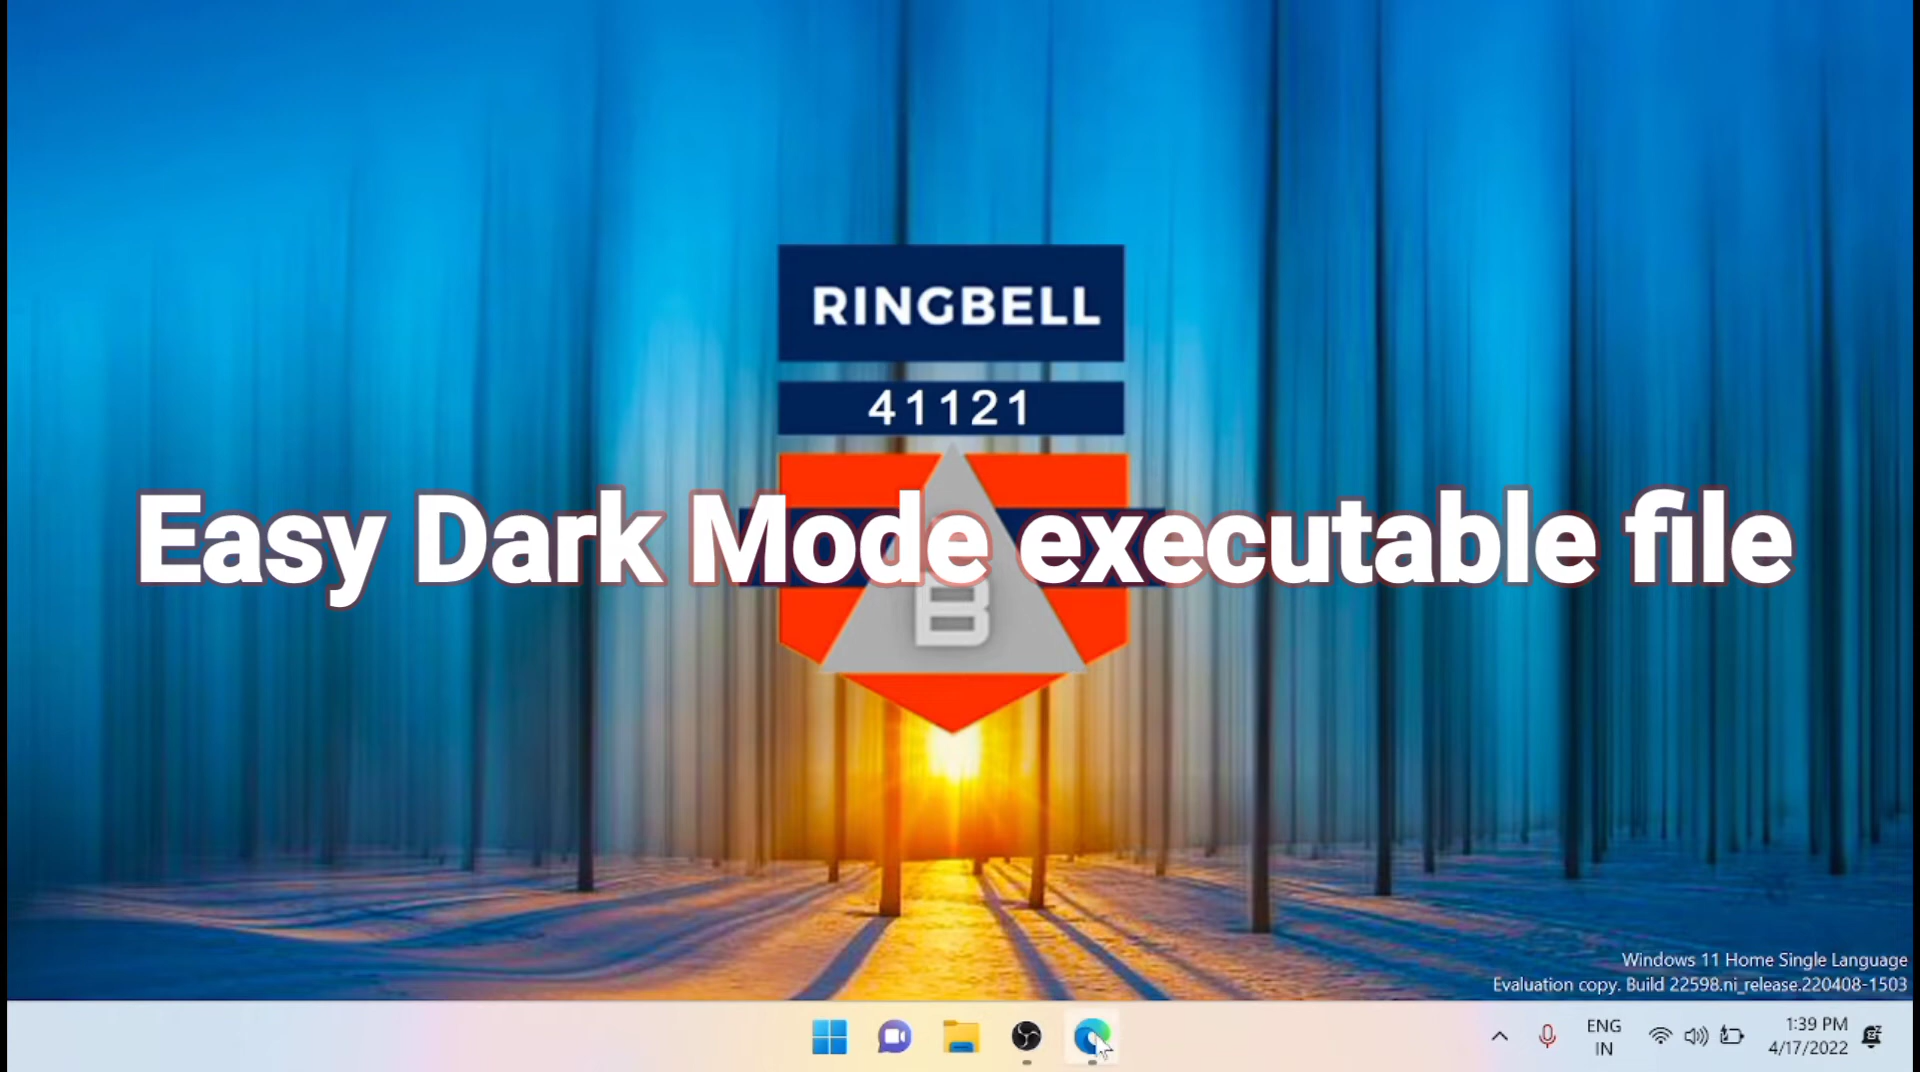 RINGBELL
41121
Easy Dark Mode executable file
B
Windows 11 Home Single Language
Evaluation copy. Build 22598.ni_release.220408-1503
ENG
IN
1:39 PM
4/17/2022